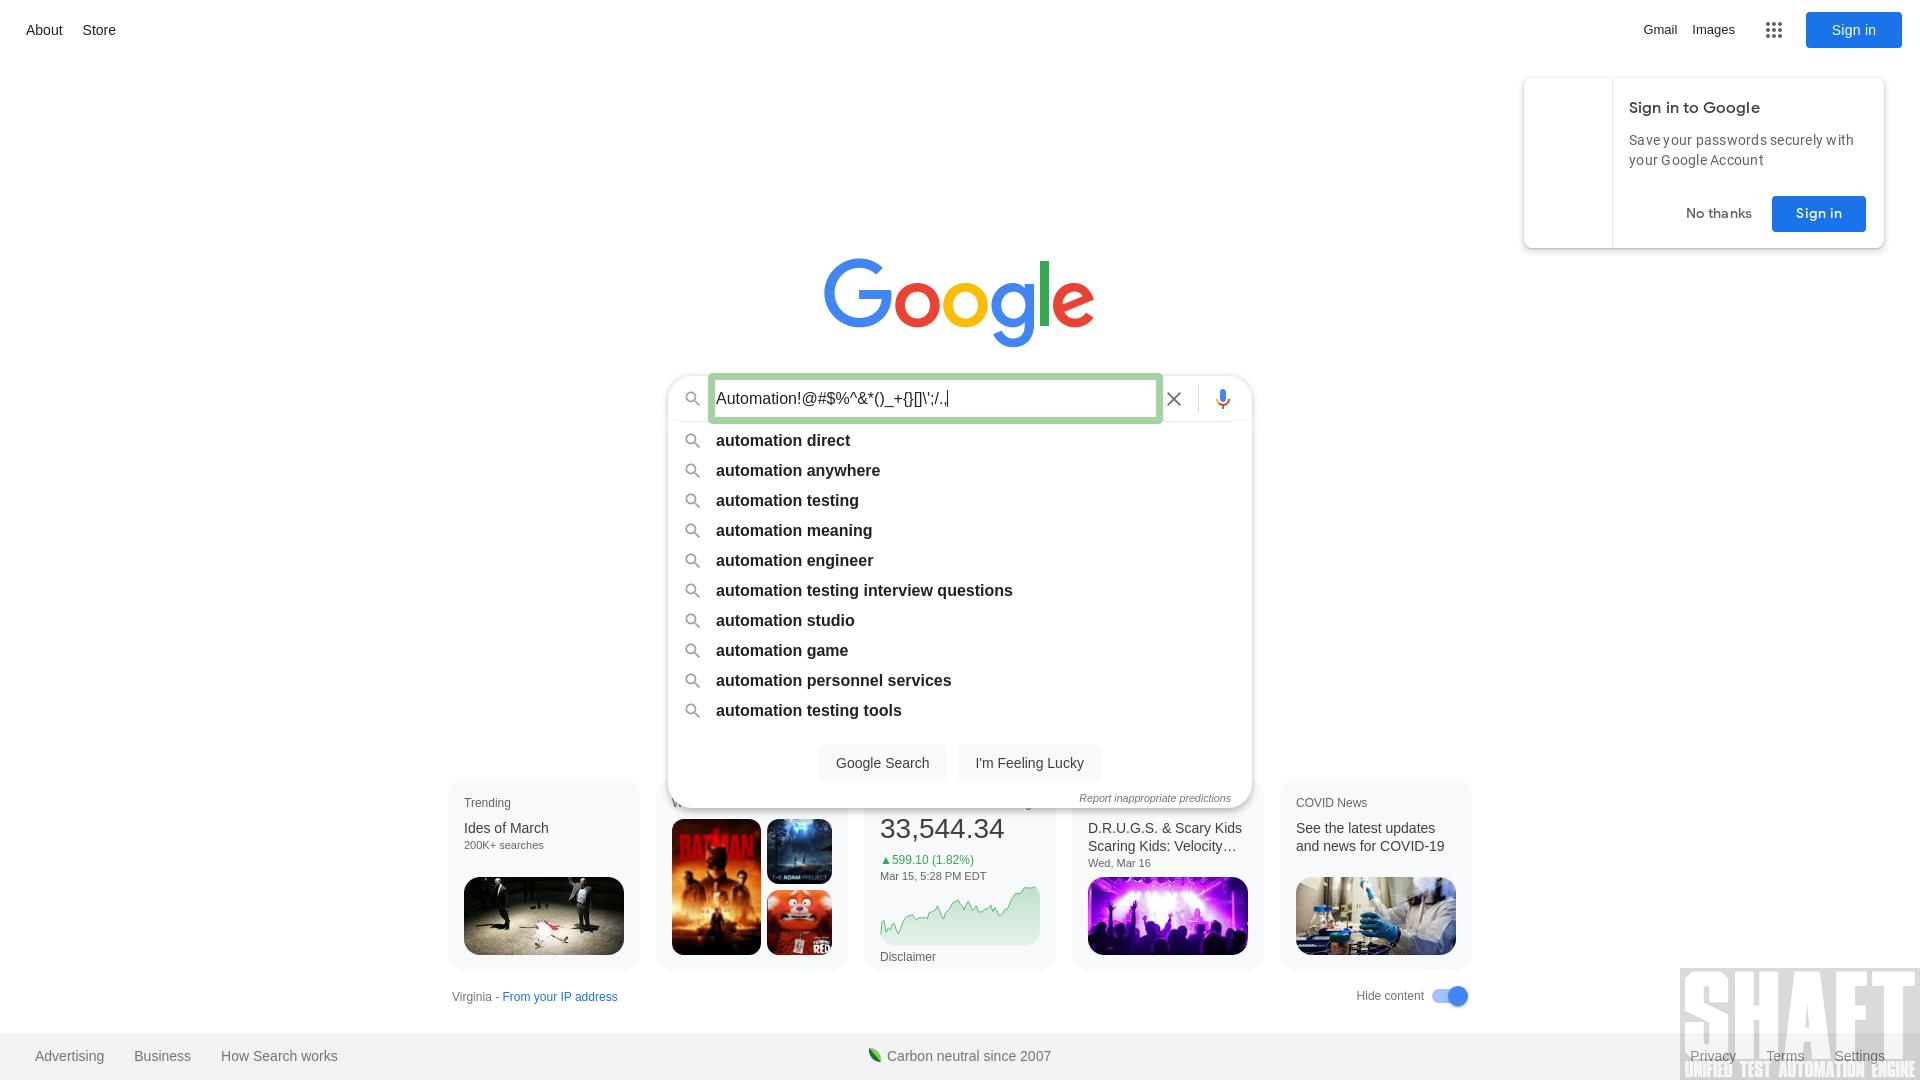 About
Store
Gmail
Images
Sign in
Sign in to Google
Save your passwords securely with
your Google Account
No thanks
Sign in
Google
Automation!@#$%^&*()_+{}[]\';/.,
automation direct
automation anywhere
automation testing
automation meaning
automation engineer
automation testing interview questions
automation studio
automation game
automation personnel services
automation testing tools
Google Search
I'm Feeling Lucky
Report inappropriate predictions
Trending
Ides of March
200K+ searches
BATMAN
THE ADAM PROJECT
33,544.34
▲599.10 (1.82%)
Mar 15, 5:28 PM EDT
Disclaimer
D.R.U.G.S. & Scary Kids
Scaring Kids: Velocity…
Wed, Mar 16
COVID News
See the latest updates
and news for COVID-19
Virginia - From your IP address
Hide content
SHAFT
UNIFIED TEST AUTOMATION ENGINE
Advertising
Business
How Search works
Carbon neutral since 2007
Privacy
Terms
Settings